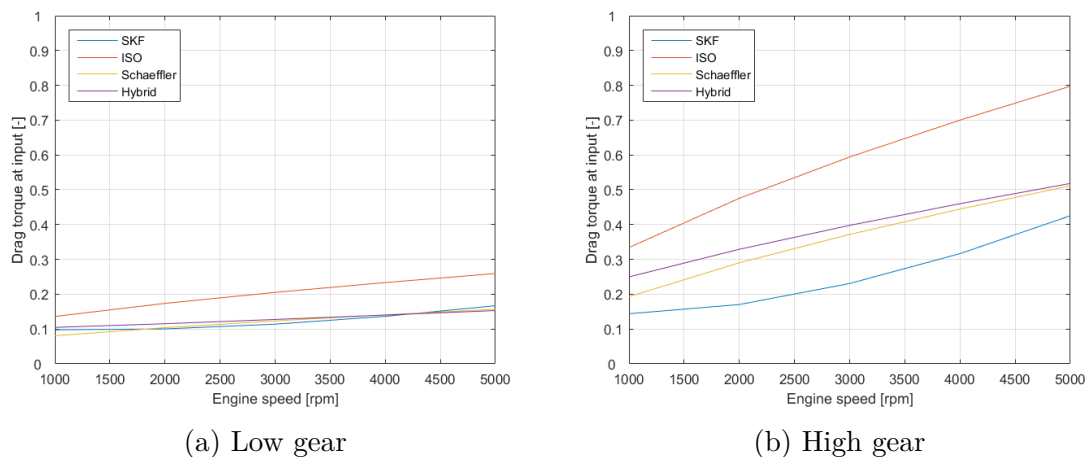 1
0.9
0.8
0.7
0.6
0.5
0.4
0.3
0.2
0.1
0
Drag torque at input [-]
SKF
ISO
Schaeffler
Hybrid
1000 1500 2000 2500 3000 3500 4000 4500 5000
Engine speed [rpm]
(a) Low gear
1
0.9
0.8
0.7
0.6
0.5
0.4
0.3
0.2
0.1
0
Drag torque at input [-]
SKF
ISO
Schaeffler
Hybrid
1000 1500 2000 2500 3000 3500 4000 4500 5000
Engine speed [rpm]
(b) High gear